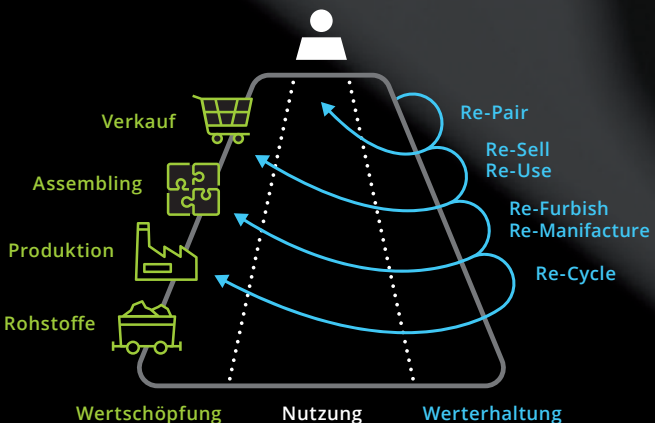 Verkauf
Assembling
Produktion
Rohstoffe
Re-Pair
Re-Sell
Re-Use
Re-Furbish
Re-Manifacture
Re-Cycle
Wertschöpfung
Nutzung
Werterhaltung